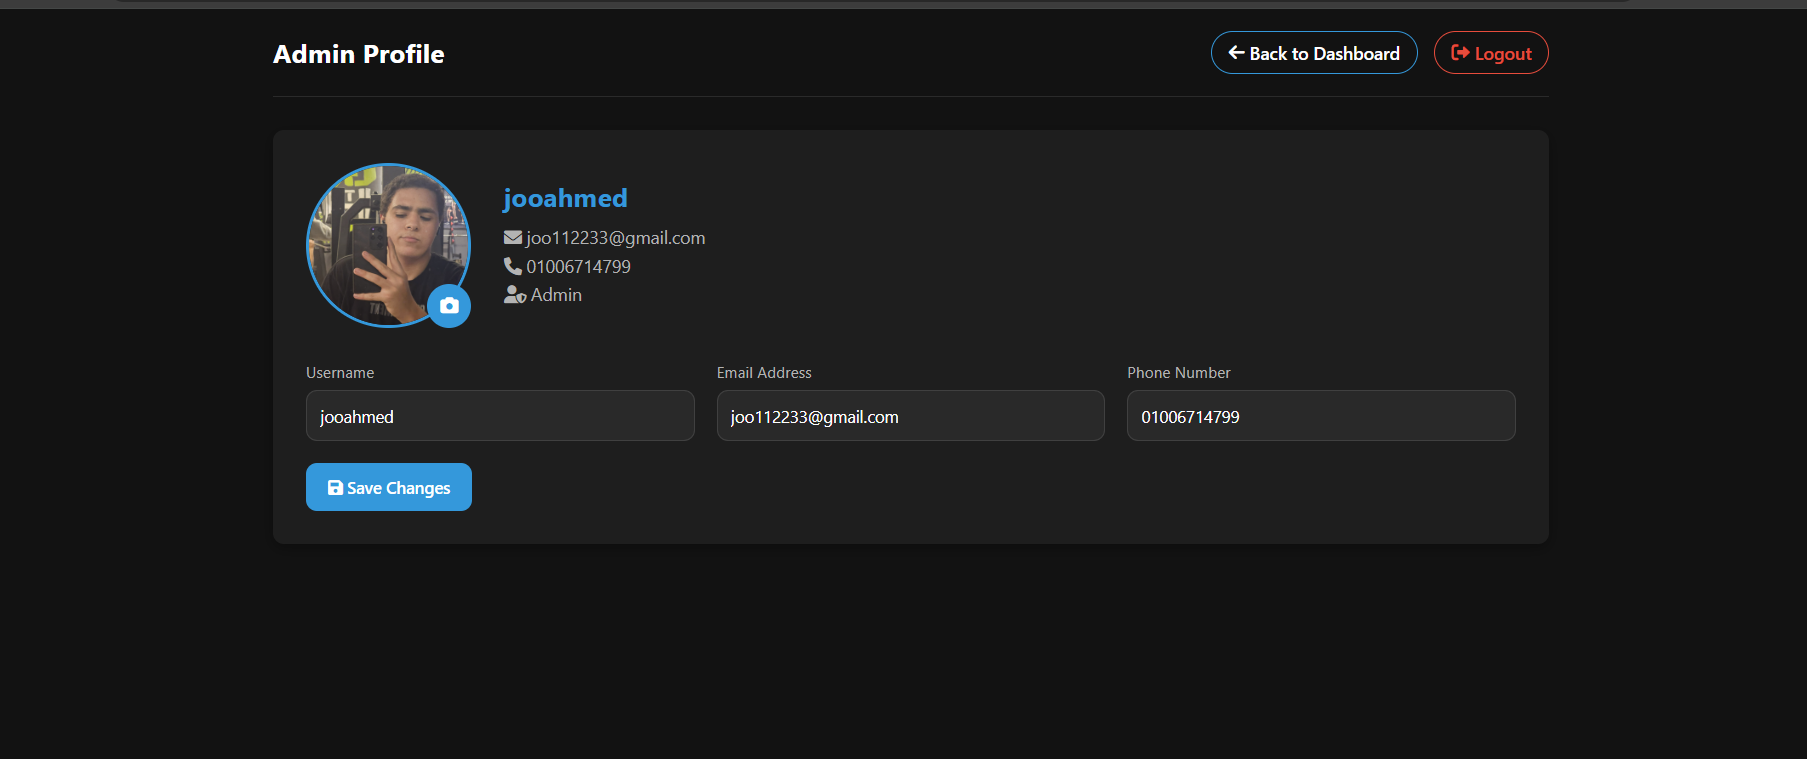 Admin Profile
Back to Dashboard
Logout
jooahmed
joo112233@gmail.com
01006714799
Admin
Username
Email Address
Phone Number
jooahmed
joo112233@gmail.com
01006714799
Save Changes